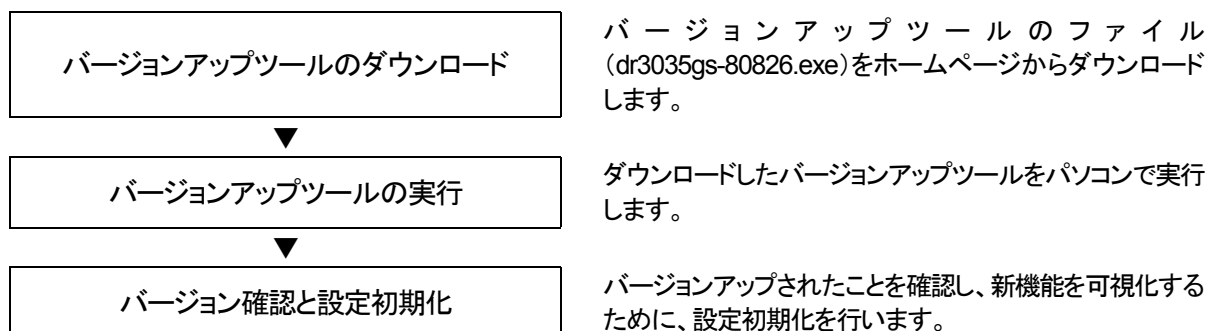 バージョンアップツールのダウンロード
バージョンアップツールのファイル
（dr3035gs-80826.exe）をホームページからダウンロード
します。
▼
バージョンアップツールの実行
ダウンロードしたバージョンアップツールをパソコンで実行
します。
▼
バージョン確認と設定初期化
バージョンアップされたことを確認し、新機能を可視化する
ために、設定初期化を行います。